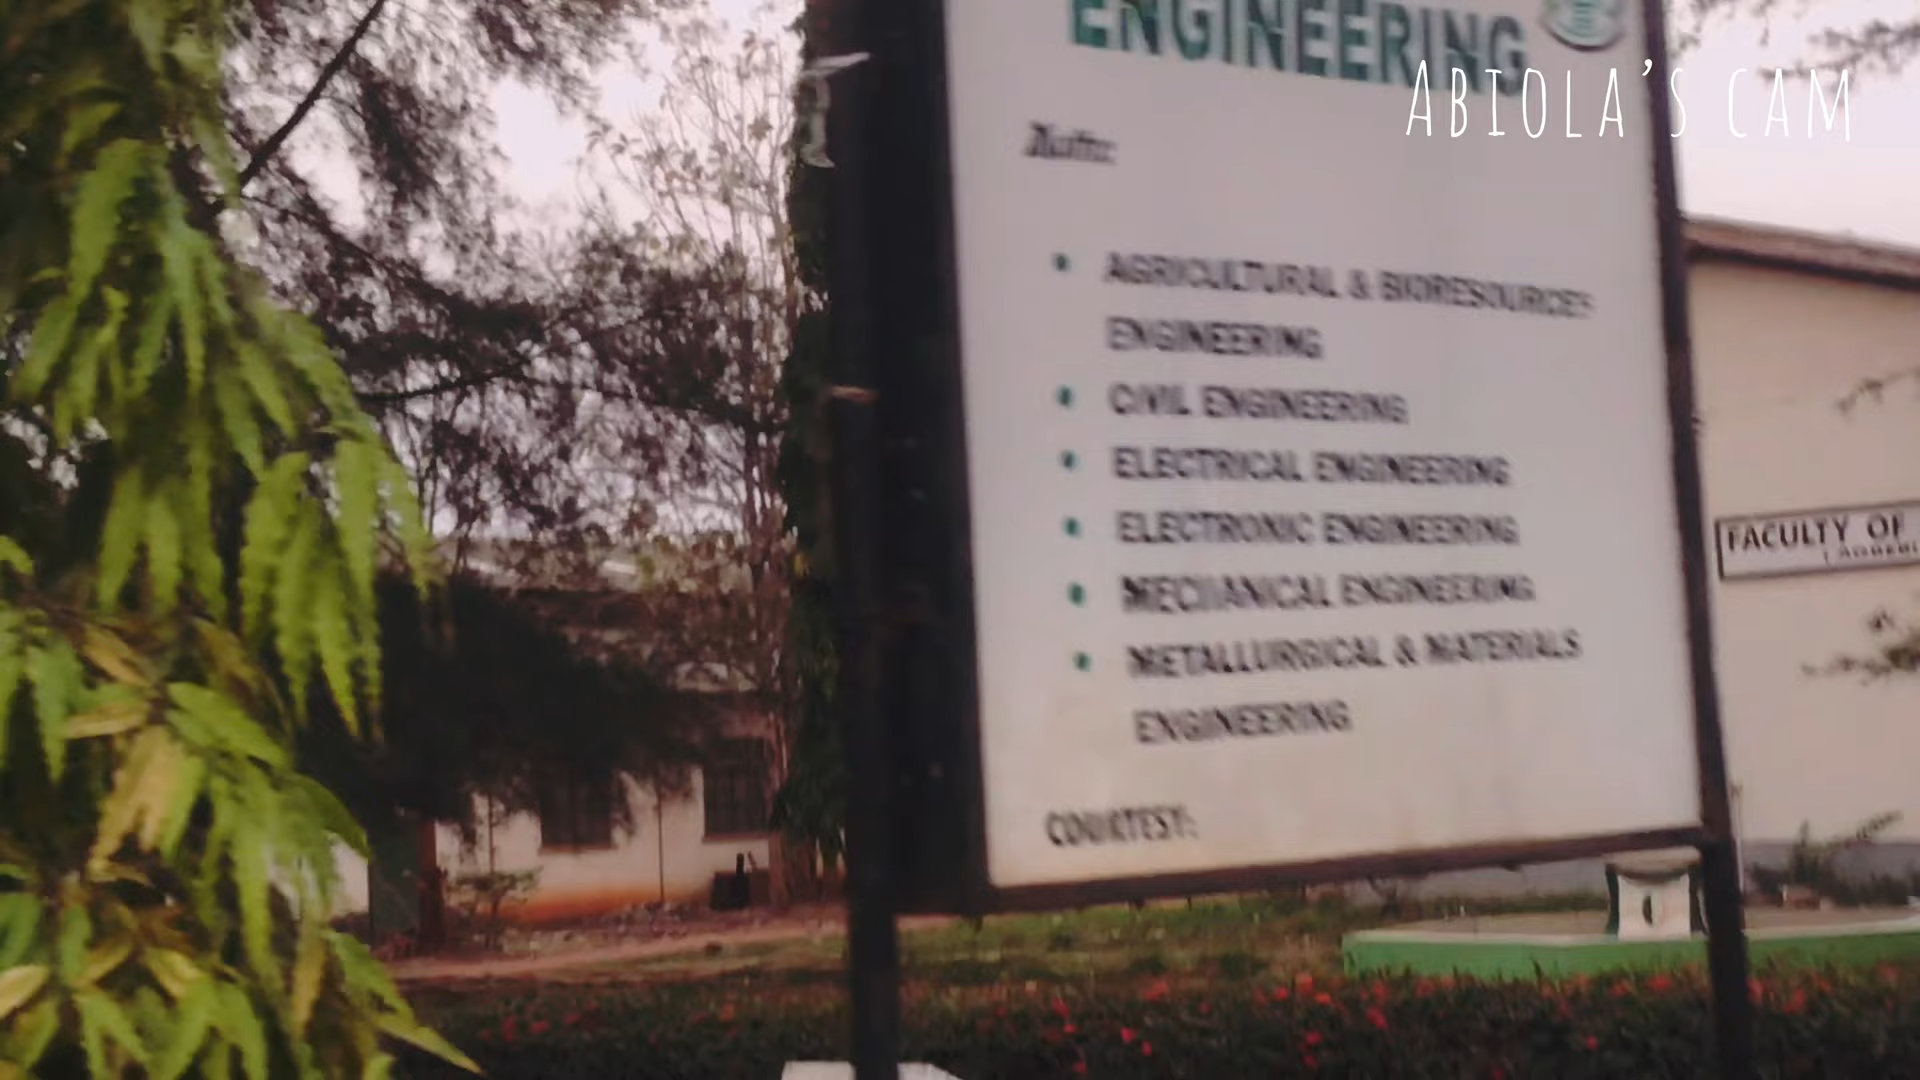 ENGINEERING
ABIOLA'S CAM
AGRICULTURAL & BIORESOURCES
ENGINEERING
CIVIL ENGINEERING
ELECTRICAL ENGINEERING
ELECTRONIC ENGINEERING
MECHANICAL ENGINEERING
METALLURGICAL & MATERIALS
ENGINEERING
COURTESY:
FACULTY OF